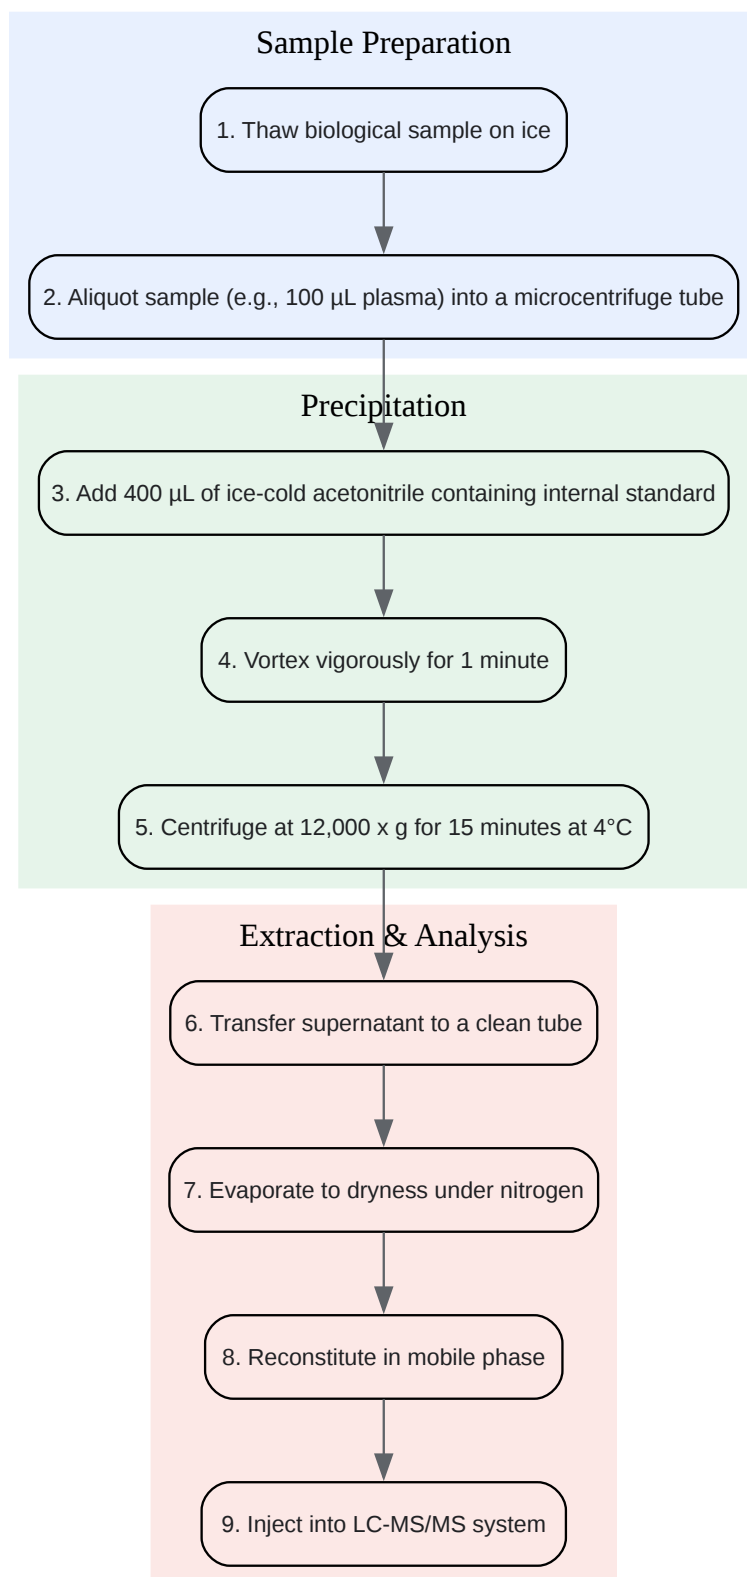 Sample Preparation
1. Thaw biological sample on ice
2. Aliquot sample (e.g., 100 µL plasma) into a microcentrifuge tube
Precipitation
3. Add 400 µL of ice-cold acetonitrile containing internal standard
4. Vortex vigorously for 1 minute
5. Centrifuge at 12,000 x g for 15 minutes at 4°C
Extraction & Analysis
6. Transfer supernatant to a clean tube
7. Evaporate to dryness under nitrogen
8. Reconstitute in mobile phase
9. Inject into LC-MS/MS system